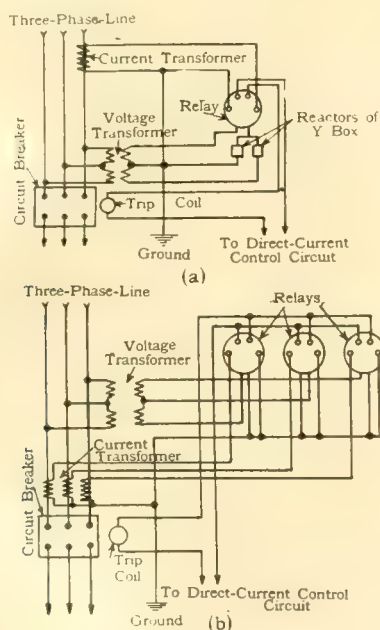 Three-Phase-Line
Current Transformer
Voltage
Transformer
Relay
Reactors of
Y Box
Circuit Breaker
Trip Coil
Ground
To Direct-Current
Control Circuit
(a)
Three-Phase-Line
Relays
Voltage
Transformer
Current
Transformer
Circuit Breaker
Trip
Coil
To Direct-Current Control
Circuit
Ground
(b)